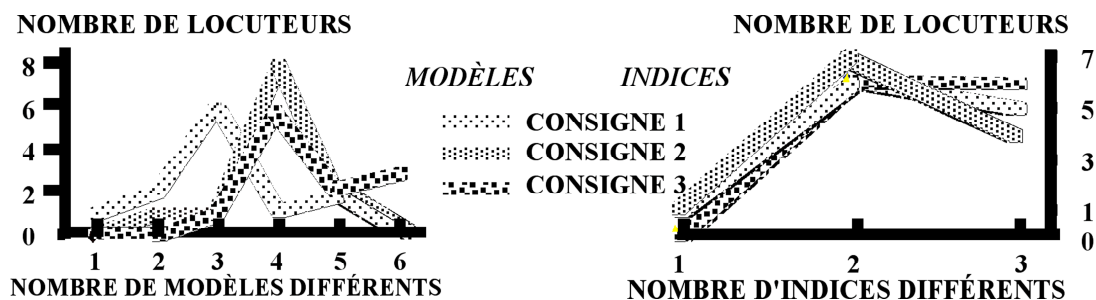 NOMBRE DE LOCUTEURS
8
6
4
2
0
1 2 3 4 5 6
NOMBRE DE MODÈLES DIFFÉRENTS
MODÈLES INDICES
CONSIGNE 1
CONSIGNE 2
CONSIGNE 3
NOMBRE DE LOCUTEURS
7
5
3
1
0
1 2 3
NOMBRE D'INDICES DIFFÉRENTS